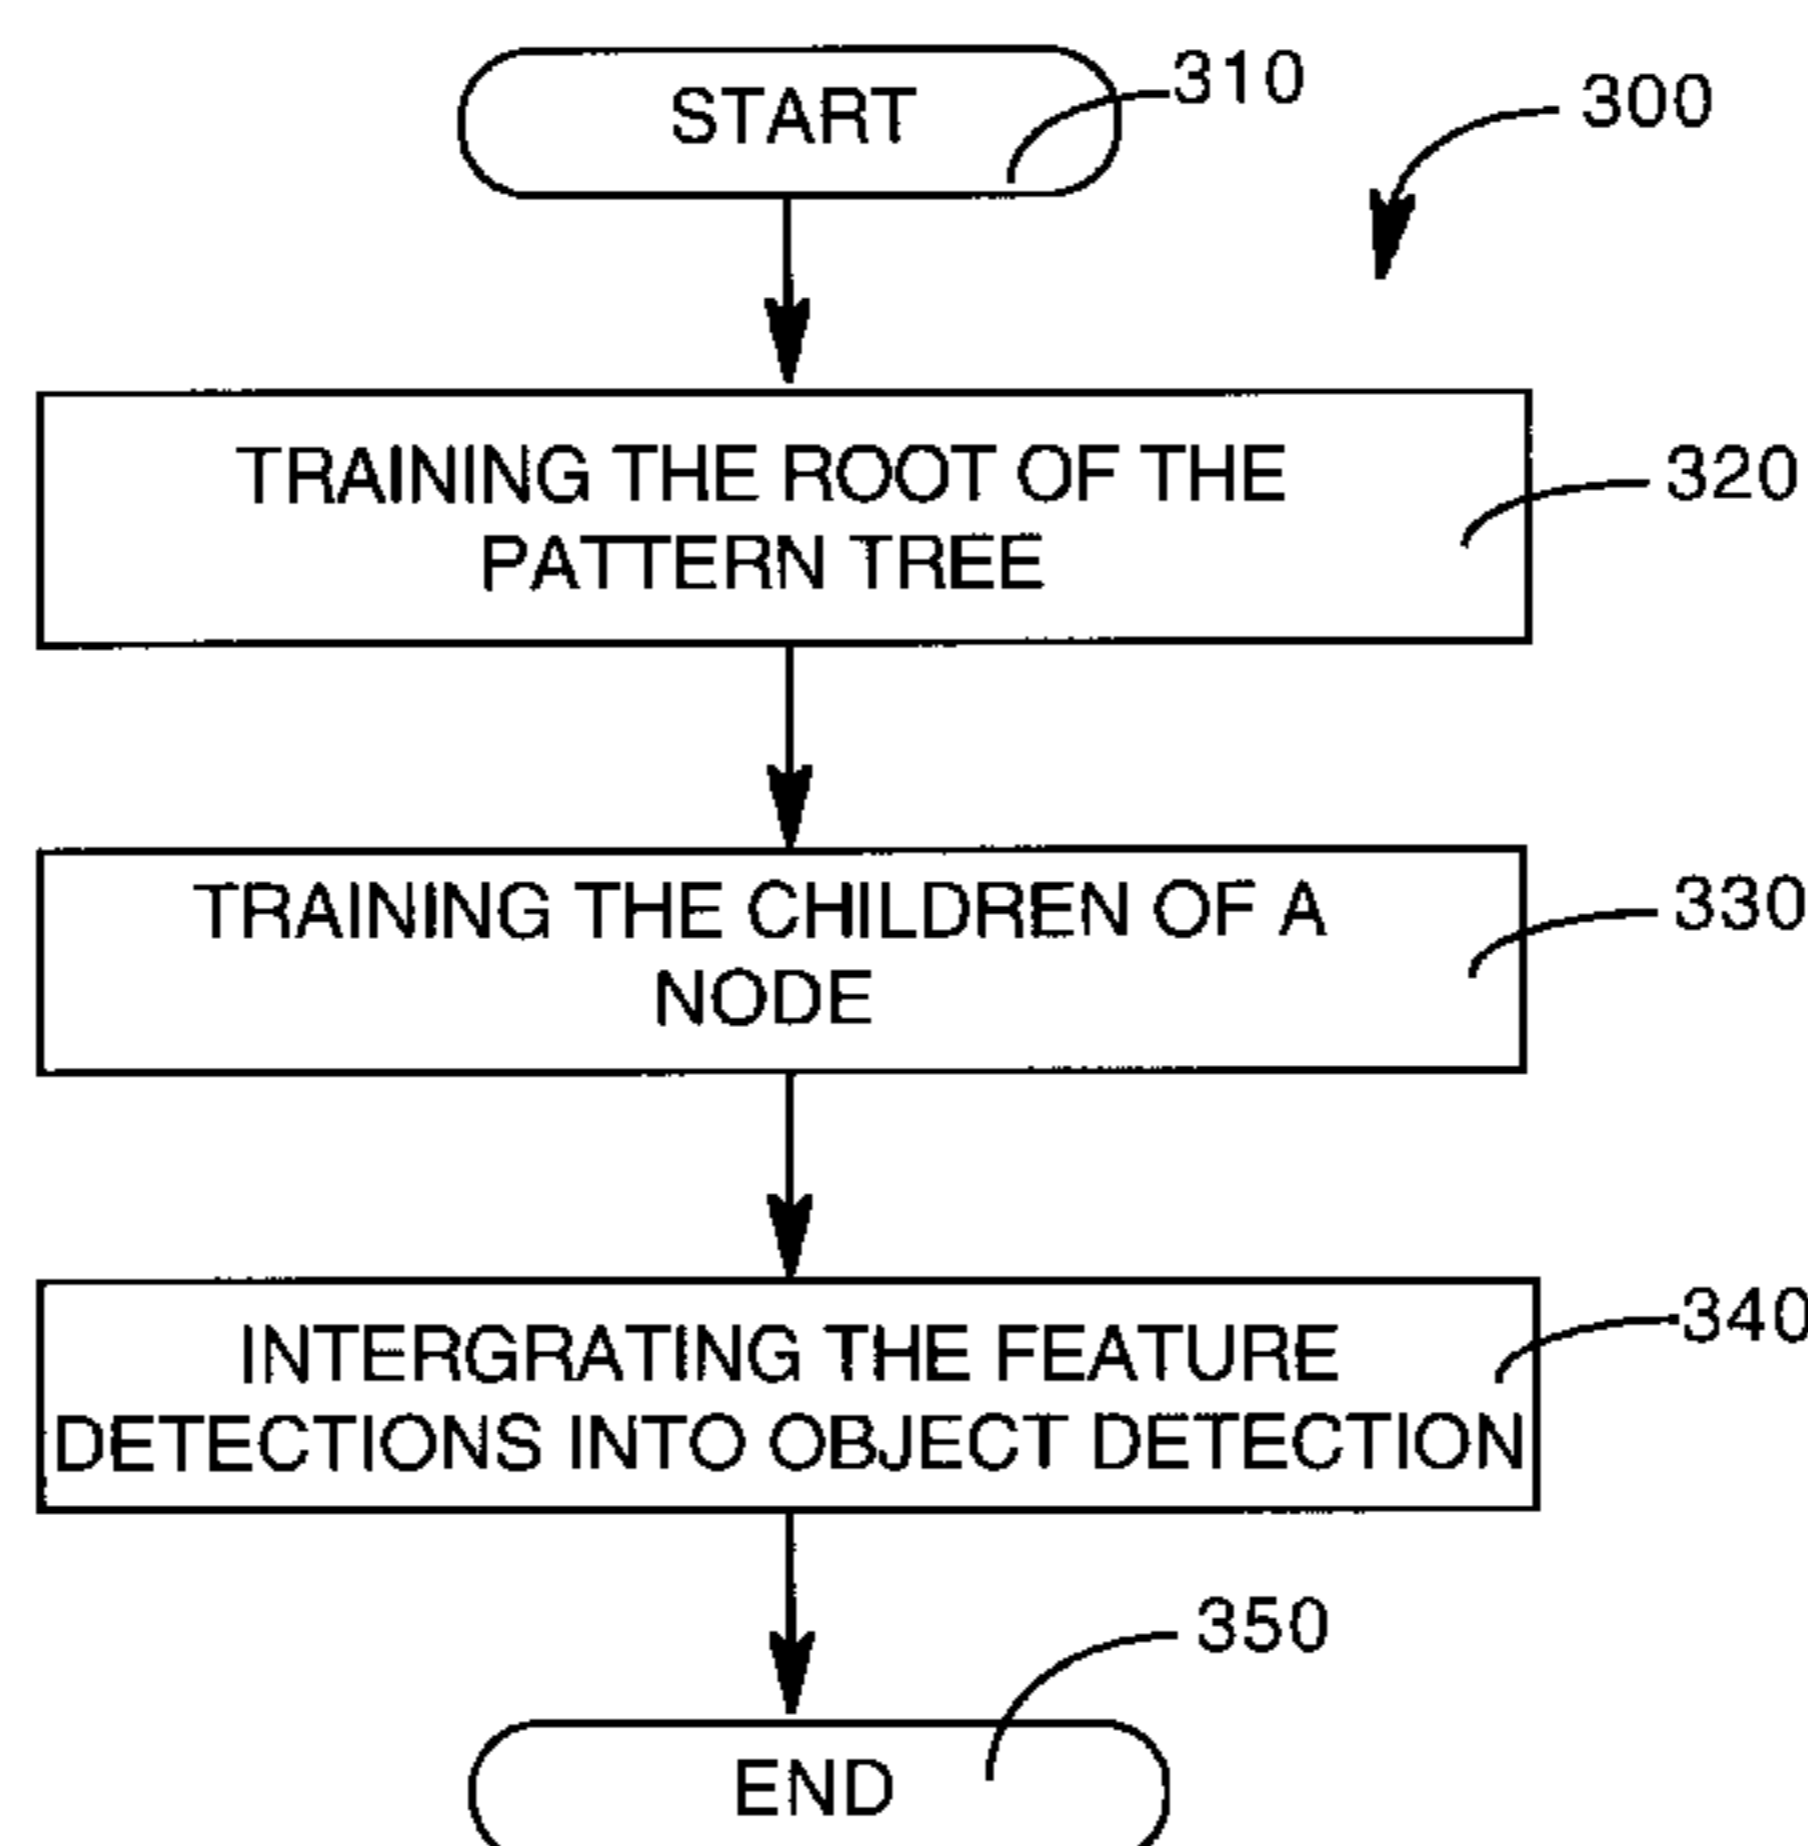 START
310
300
TRAINING THE ROOT OF THE
PATTERN TREE
320
TRAINING THE CHILDREN OF A
NODE
330
INTERGRATING THE FEATURE
DETECTIONS INTO OBJECT DETECTION
340
350
END